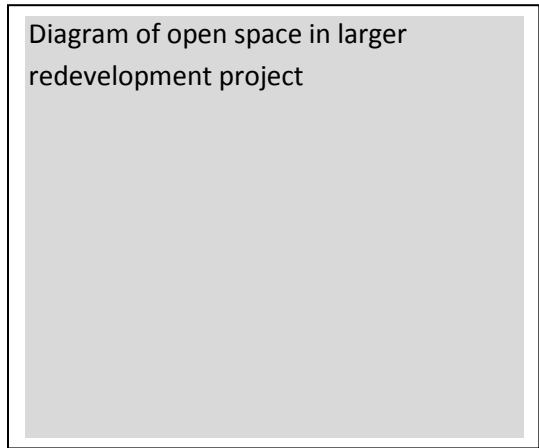 Diagram of open space in larger
redevelopment project